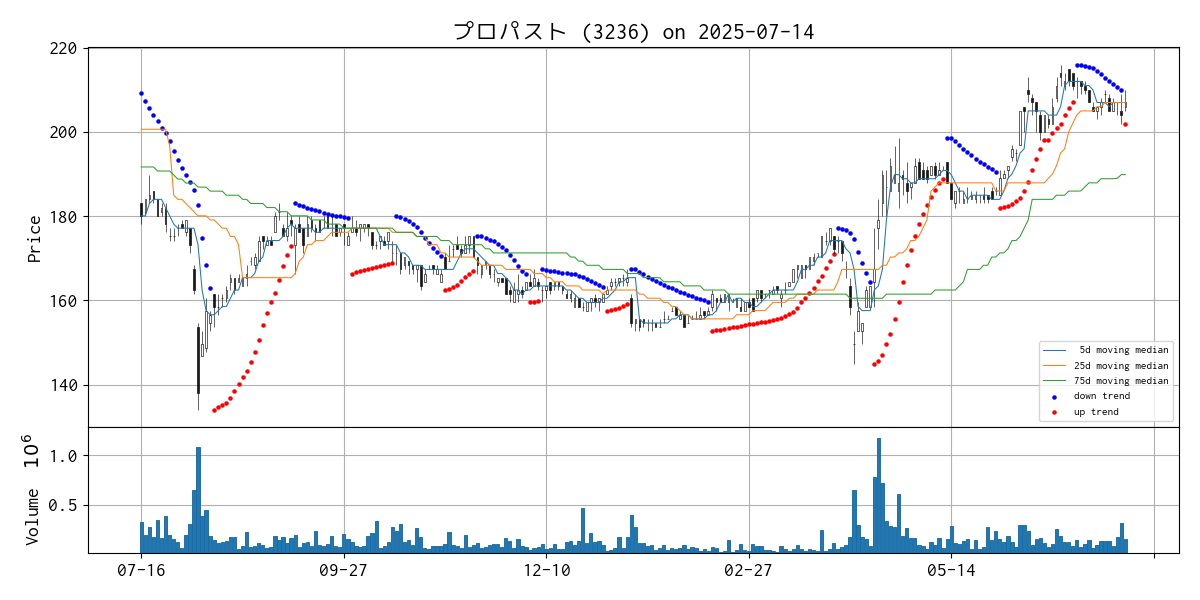 プロパスト (3236) on 2025-07-14
220
200
180
160
140
Price
5d moving median
25d moving median
75d moving median
down trend
up trend
1.0
0.5
Volume 10^6
07-16
09-27
12-10
02-27
05-14